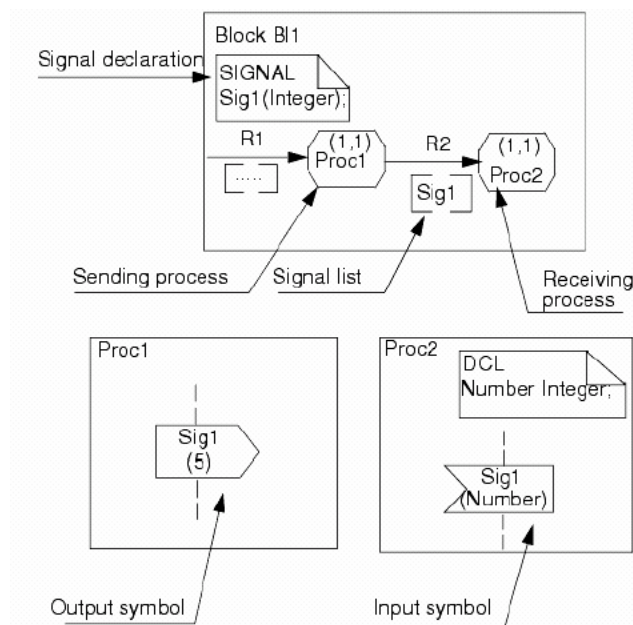 Block Bl1
Signal declaration
SIGNAL
Sig1(Integer);
R1
(1,1)
Proc1
R2
(1,1)
Proc2
.....
Sig1
Sending process
Signal list
Receiving
process
Proc1
Sig1
(5)
Proc2
DCL
Number Integer;
Sig1
(Number)
Output symbol
Input symbol